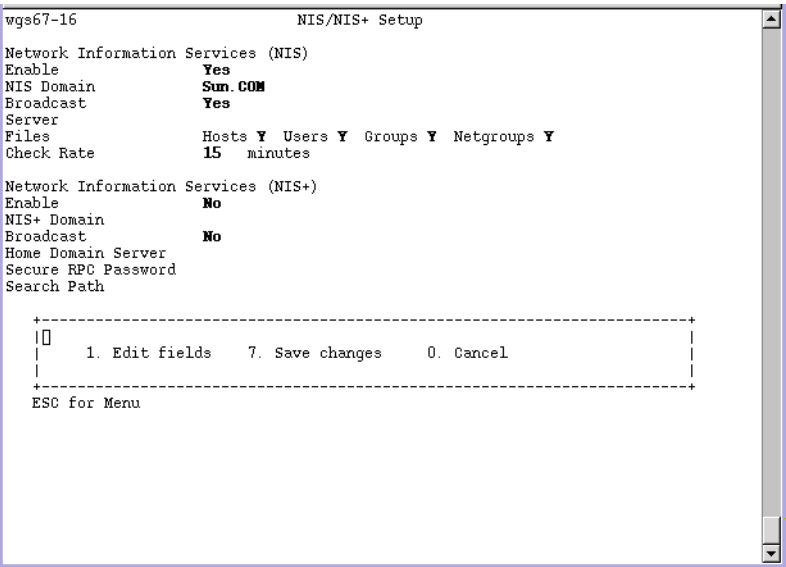 wgs67-16 NIS/NIS+ Setup
Network Information Services (NIS)
Enable Yes
NIS Domain Sun.COM
Broadcast Yes
Server
Files Hosts Y Users Y Groups Y Netgroups Y
Check Rate 15 minutes
Network Information Services (NIS+)
Enable No
NIS+ Domain
Broadcast No
Home Domain Server
Secure RPC Password
Search Path
1. Edit fields 7. Save changes 0. Cancel
ESC for Menu